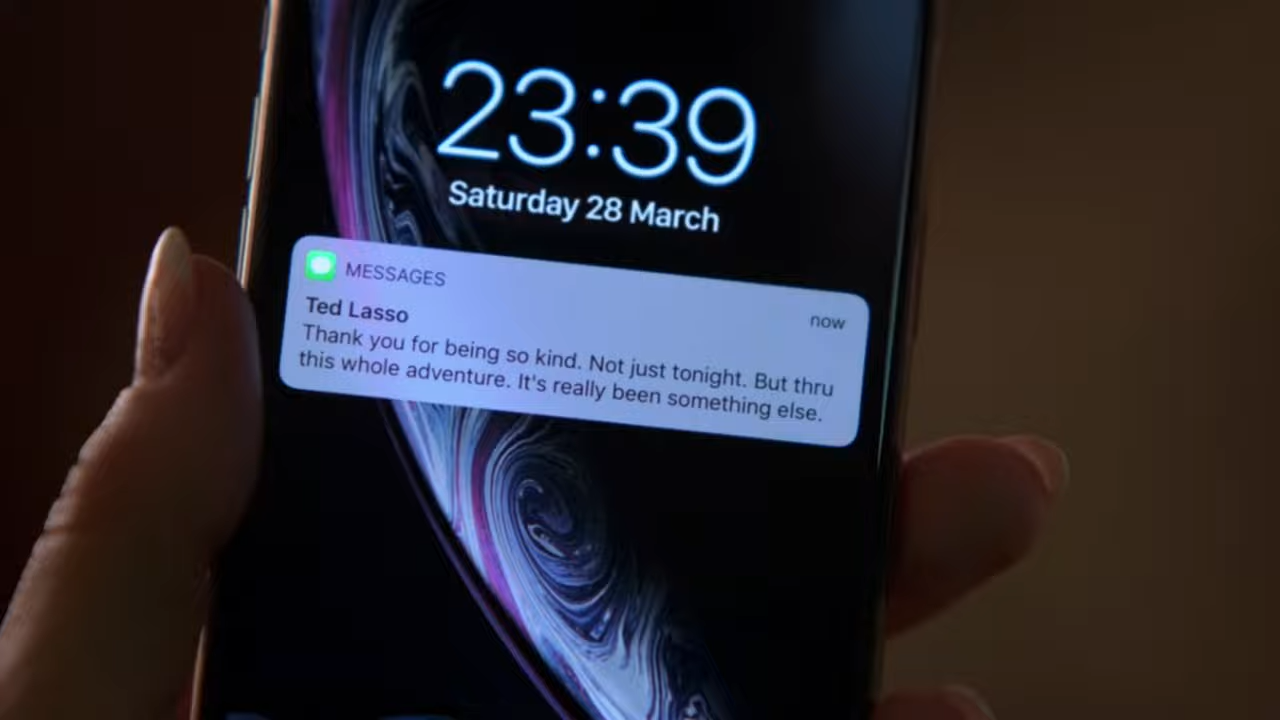 23:39
Saturday 28 March
MESSAGES
now
Ted Lasso
Thank you for being so kind. Not just tonight. But thru
this whole adventure. It's really been something else.